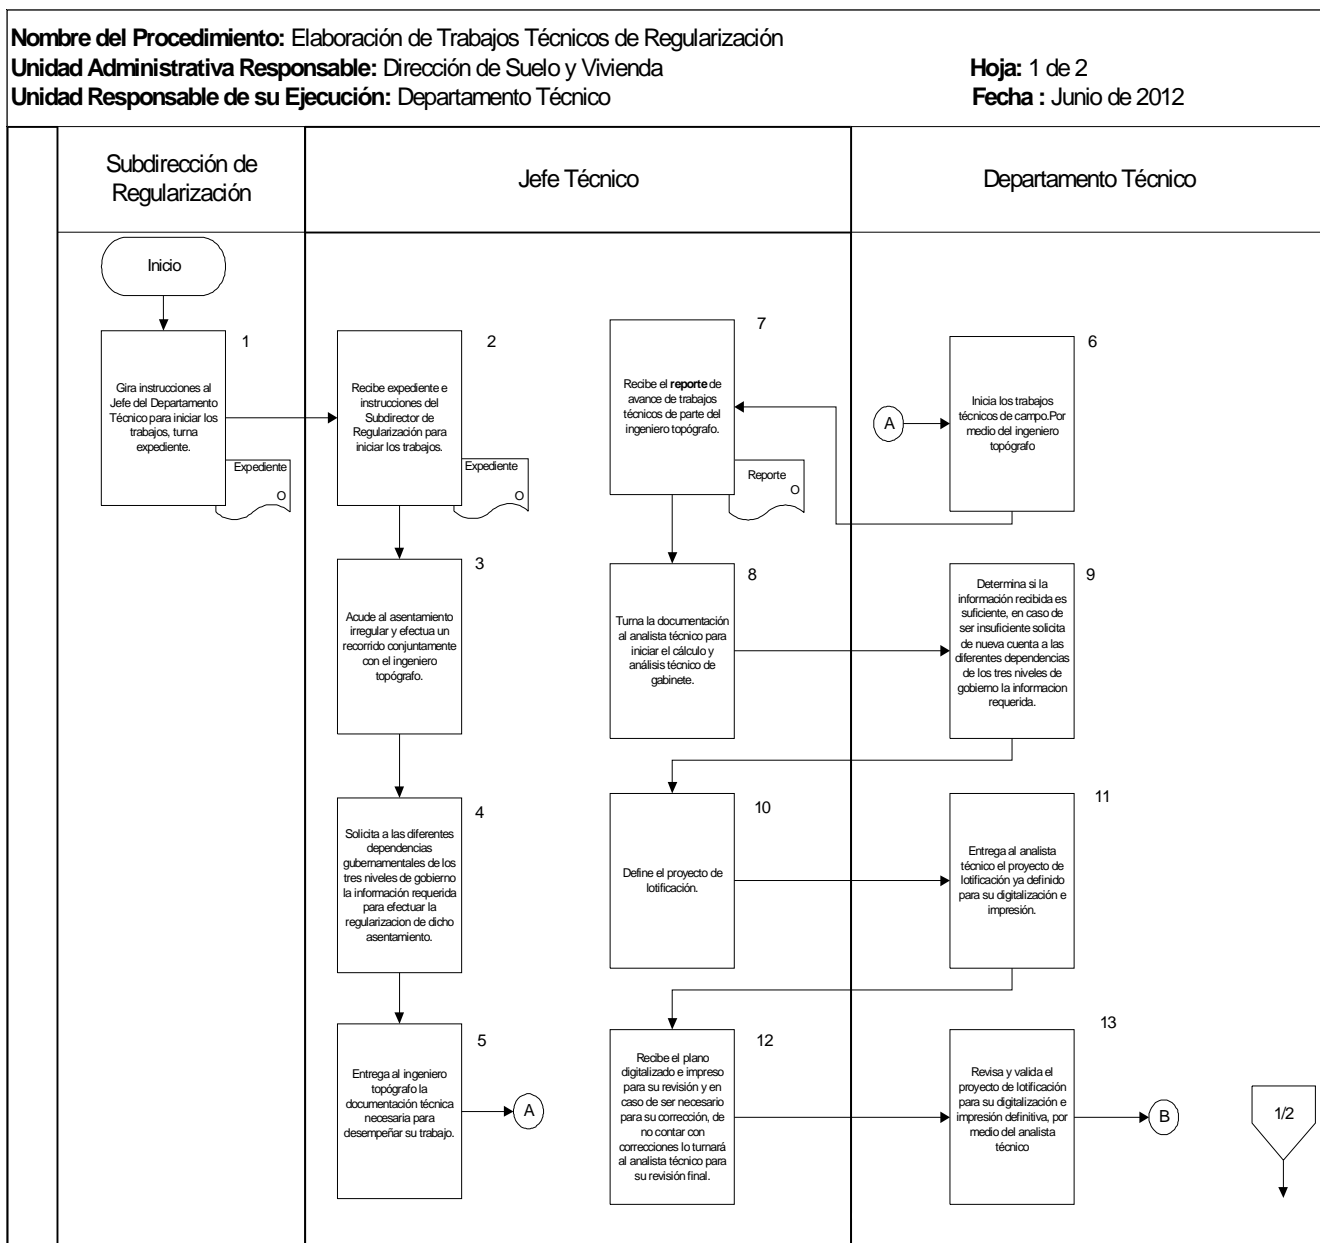 Nombre del Procedimiento: Elaboración de Trabajos Técnicos de Regularización
Unidad Administrativa Responsable: Dirección de Suelo y Vivienda
Hoja: 1 de 2
Unidad Responsable de su Ejecución: Departamento Técnico
Fecha : Junio de 2012
Subdirección de
Regularización
Jefe Técnico
Departamento Técnico
Inicio
1
Gira instrucciones al
Jefe del Departamento
Técnico para iniciar los
trabajos, turna
expediente.
Expediente
O
2
Recibe expediente e
instrucciones del
Subdirector de
Regularización para
iniciar los trabajos.
Expediente
O
3
Acude al asentamiento
irregular y efectua un
recorrido conjuntamente
con el ingeniero
topógrafo.
4
Solicita a las diferentes
dependencias
gubernamentales de los
tres niveles de gobierno
la información requerida
para efectuar la
regularizacion de dicho
asentamiento.
5
Entrega al ingeniero
topógrafo la
documentación técnica
necesaria para
desempeñar su trabajo.
A
A
6
Inicia los trabajos
técnicos de campo.Por
medio del ingeniero
topógrafo
7
Recibe el reporte de
avance de trabajos
técnicos de parte del
ingeniero topógrafo.
Reporte
O
8
Turna la documentación
al analista técnico para
iniciar el cálculo y
análisis técnico de
gabinete.
9
Determina si la
información recibida es
suficiente, en caso de
ser insuficiente solicita
de nueva cuenta a las
diferentes dependencias
de los tres niveles de
gobierno la informacion
requerida.
10
Define el proyecto de
lotificación.
11
Entrega al analista
técnico el proyecto de
lotificación ya definido
para su digitalización e
impresión.
12
Recibe el plano
digitalizado e impreso
para su revisión y en
caso de ser necesario
para su corrección, de
no contar con
correcciones lo turnará
al analista técnico para
su revisión final.
13
Revisa y valida el
proyecto de lotificación
para su digitalización e
impresión definitiva, por
medio del analista
técnico
B
1/2